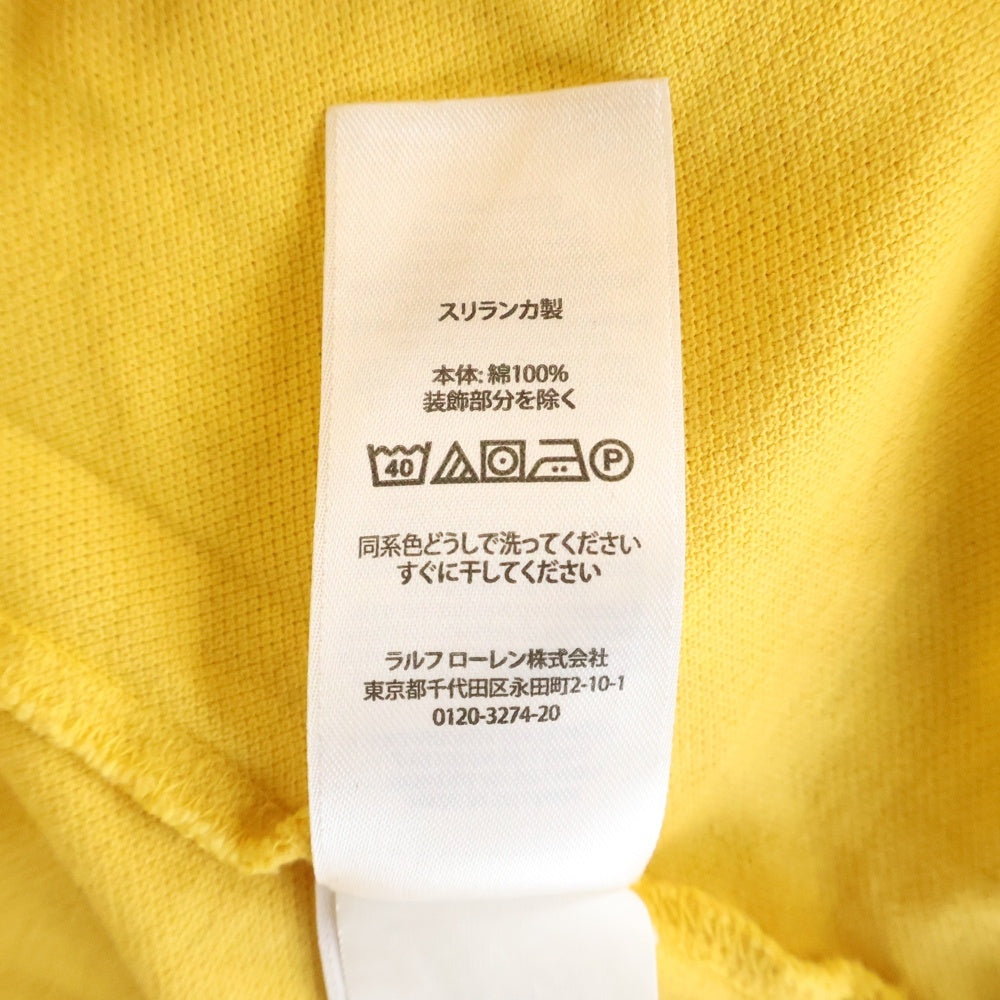 スリランカ製
本体: 綿100%
装飾部分を除く
40 P
同系色どうしで洗ってください
すぐに干してください
ラルフ ローレン株式会社
東京都千代田区永田町2-10-1
0120-3274-20